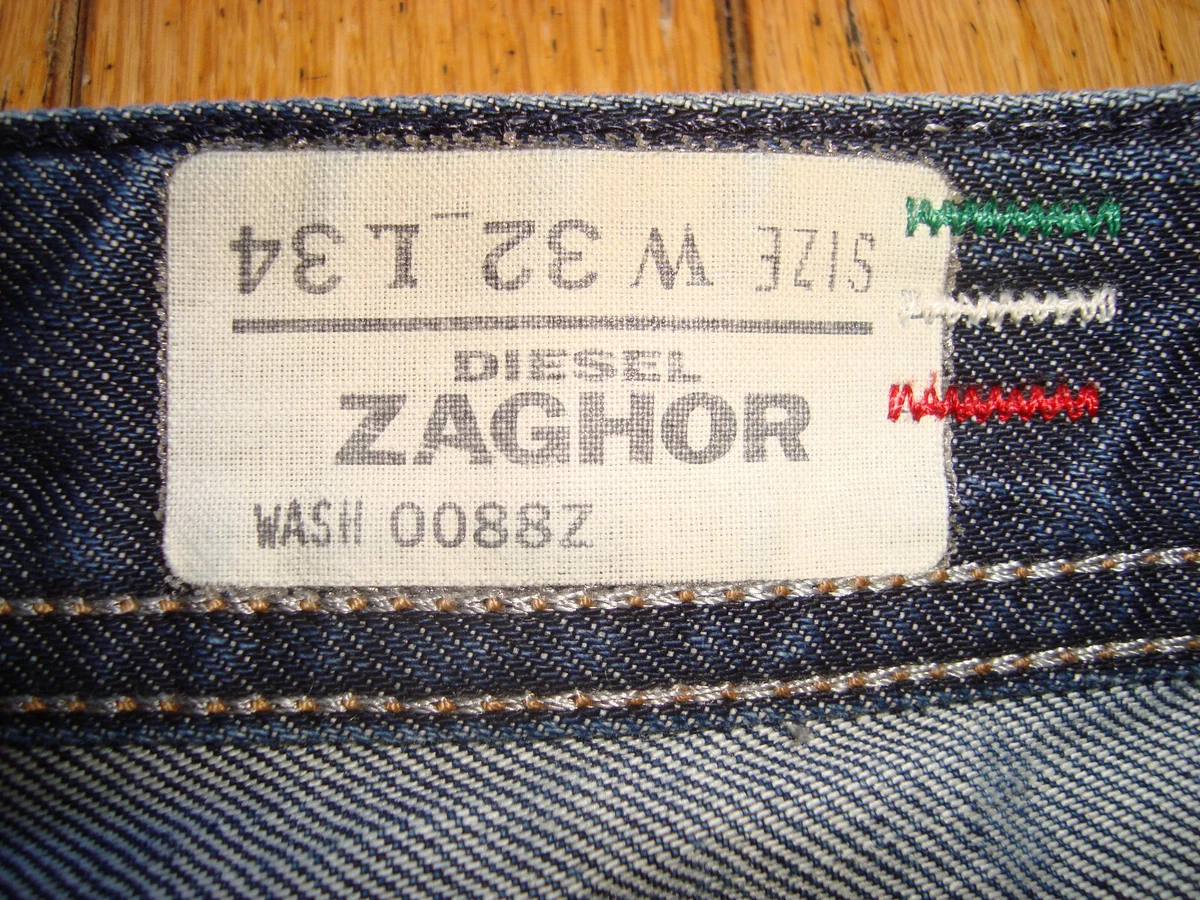 SIZE W 32 L 34
DIESEL
ZAGHOR
WASH 0088Z